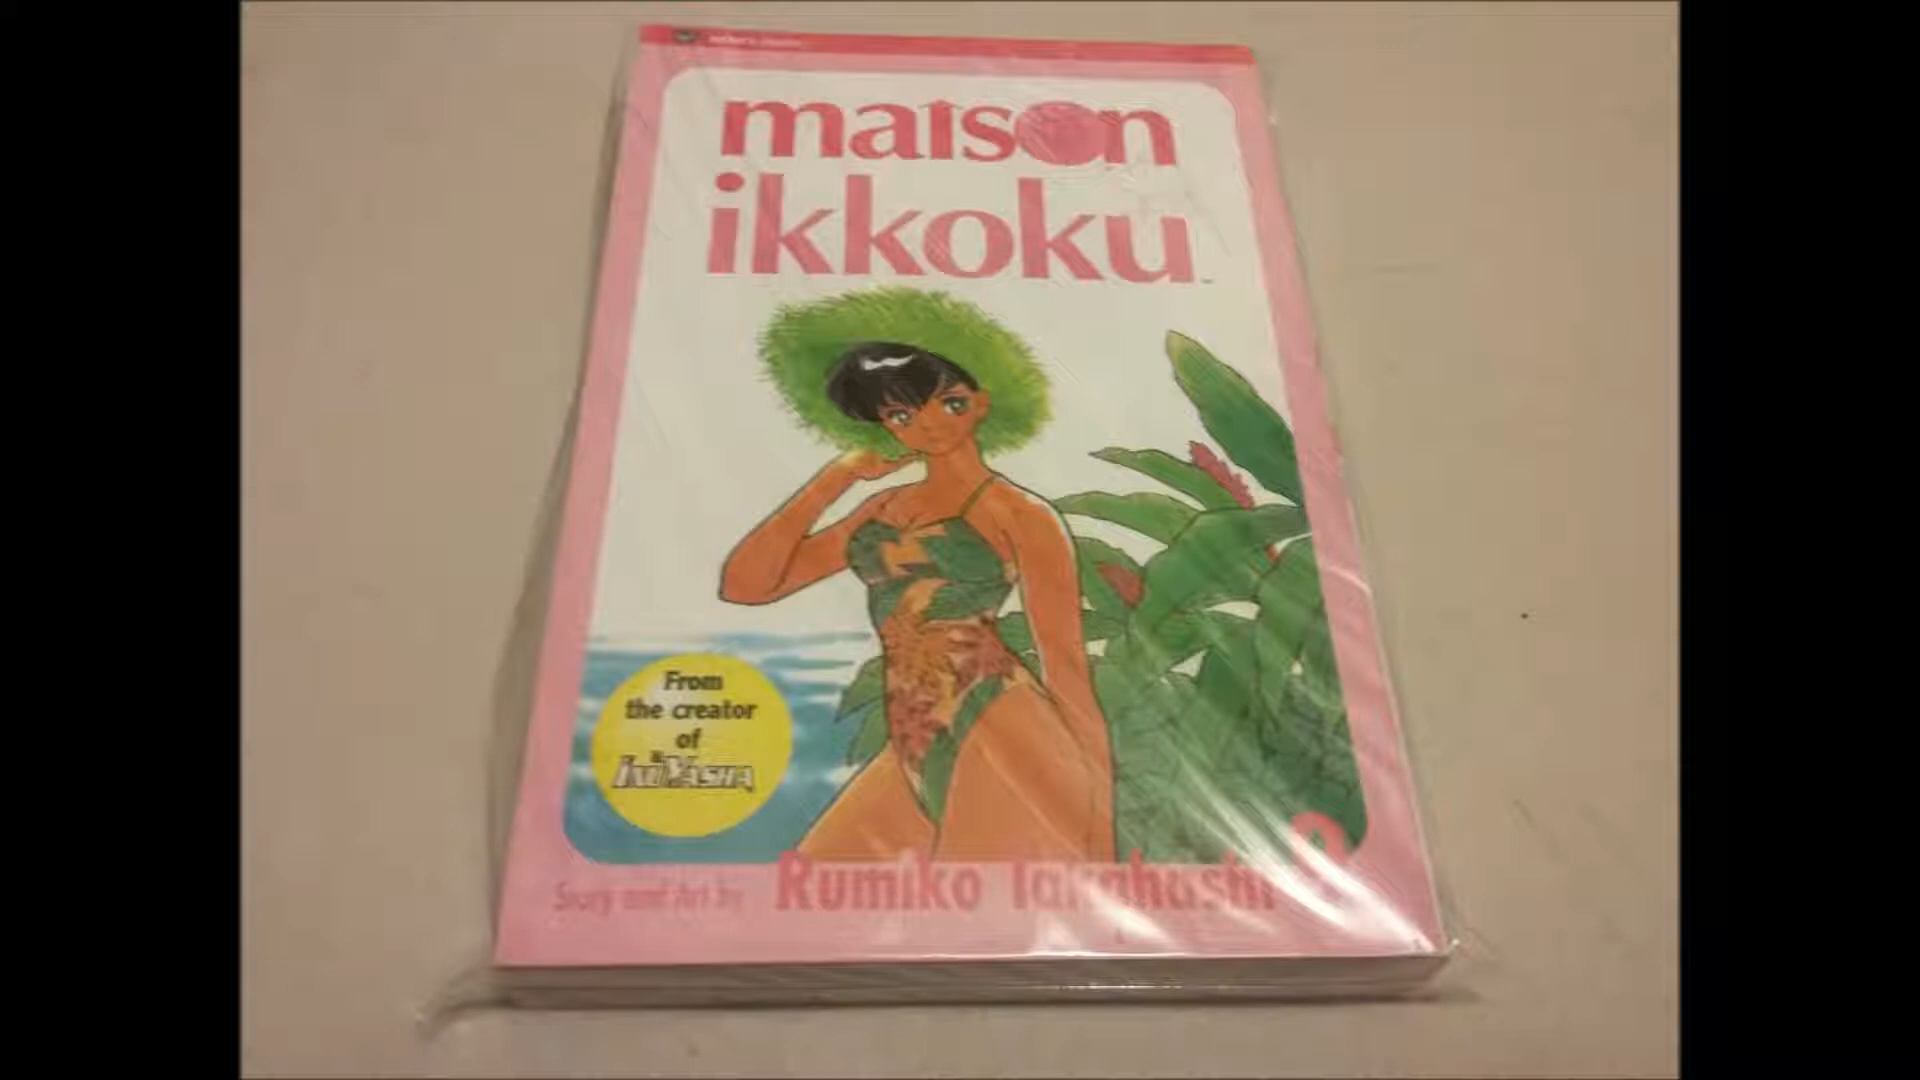 maison
ikkoku
From
the creator
of
INUYASHA
Story and Art by Rumiko Takahashi